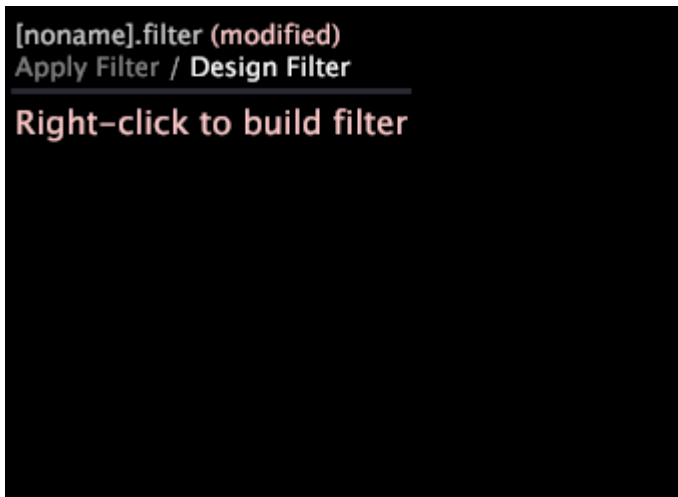 [noname].filter (modified)
Apply Filter / Design Filter
Right-click to build filter